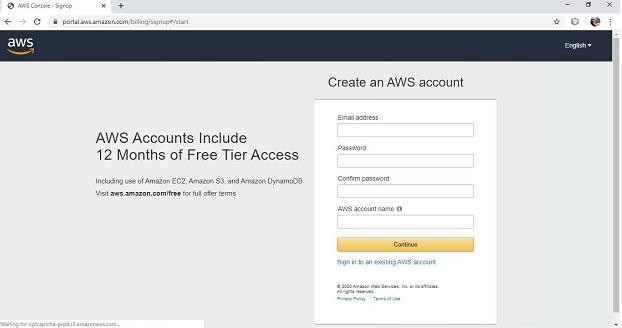 AWS Console - Signup
portal.aws.amazon.com/billing/signup#/start
aws
English
Create an AWS account
AWS Accounts Include
12 Months of Free Tier Access
Including use of Amazon EC2, Amazon S3, and Amazon DynamoDB
Visit aws.amazon.com/free for full offer terms
Email address
Password
Confirm password
AWS account name
Continue
Sign in to an existing AWS account
© 2020 Amazon Web Services, Inc. or its affiliates.
All rights reserved.
Privacy Policy | Terms of Use
Waiting for opfcaptcha-prod.s3.amazonaws.com...